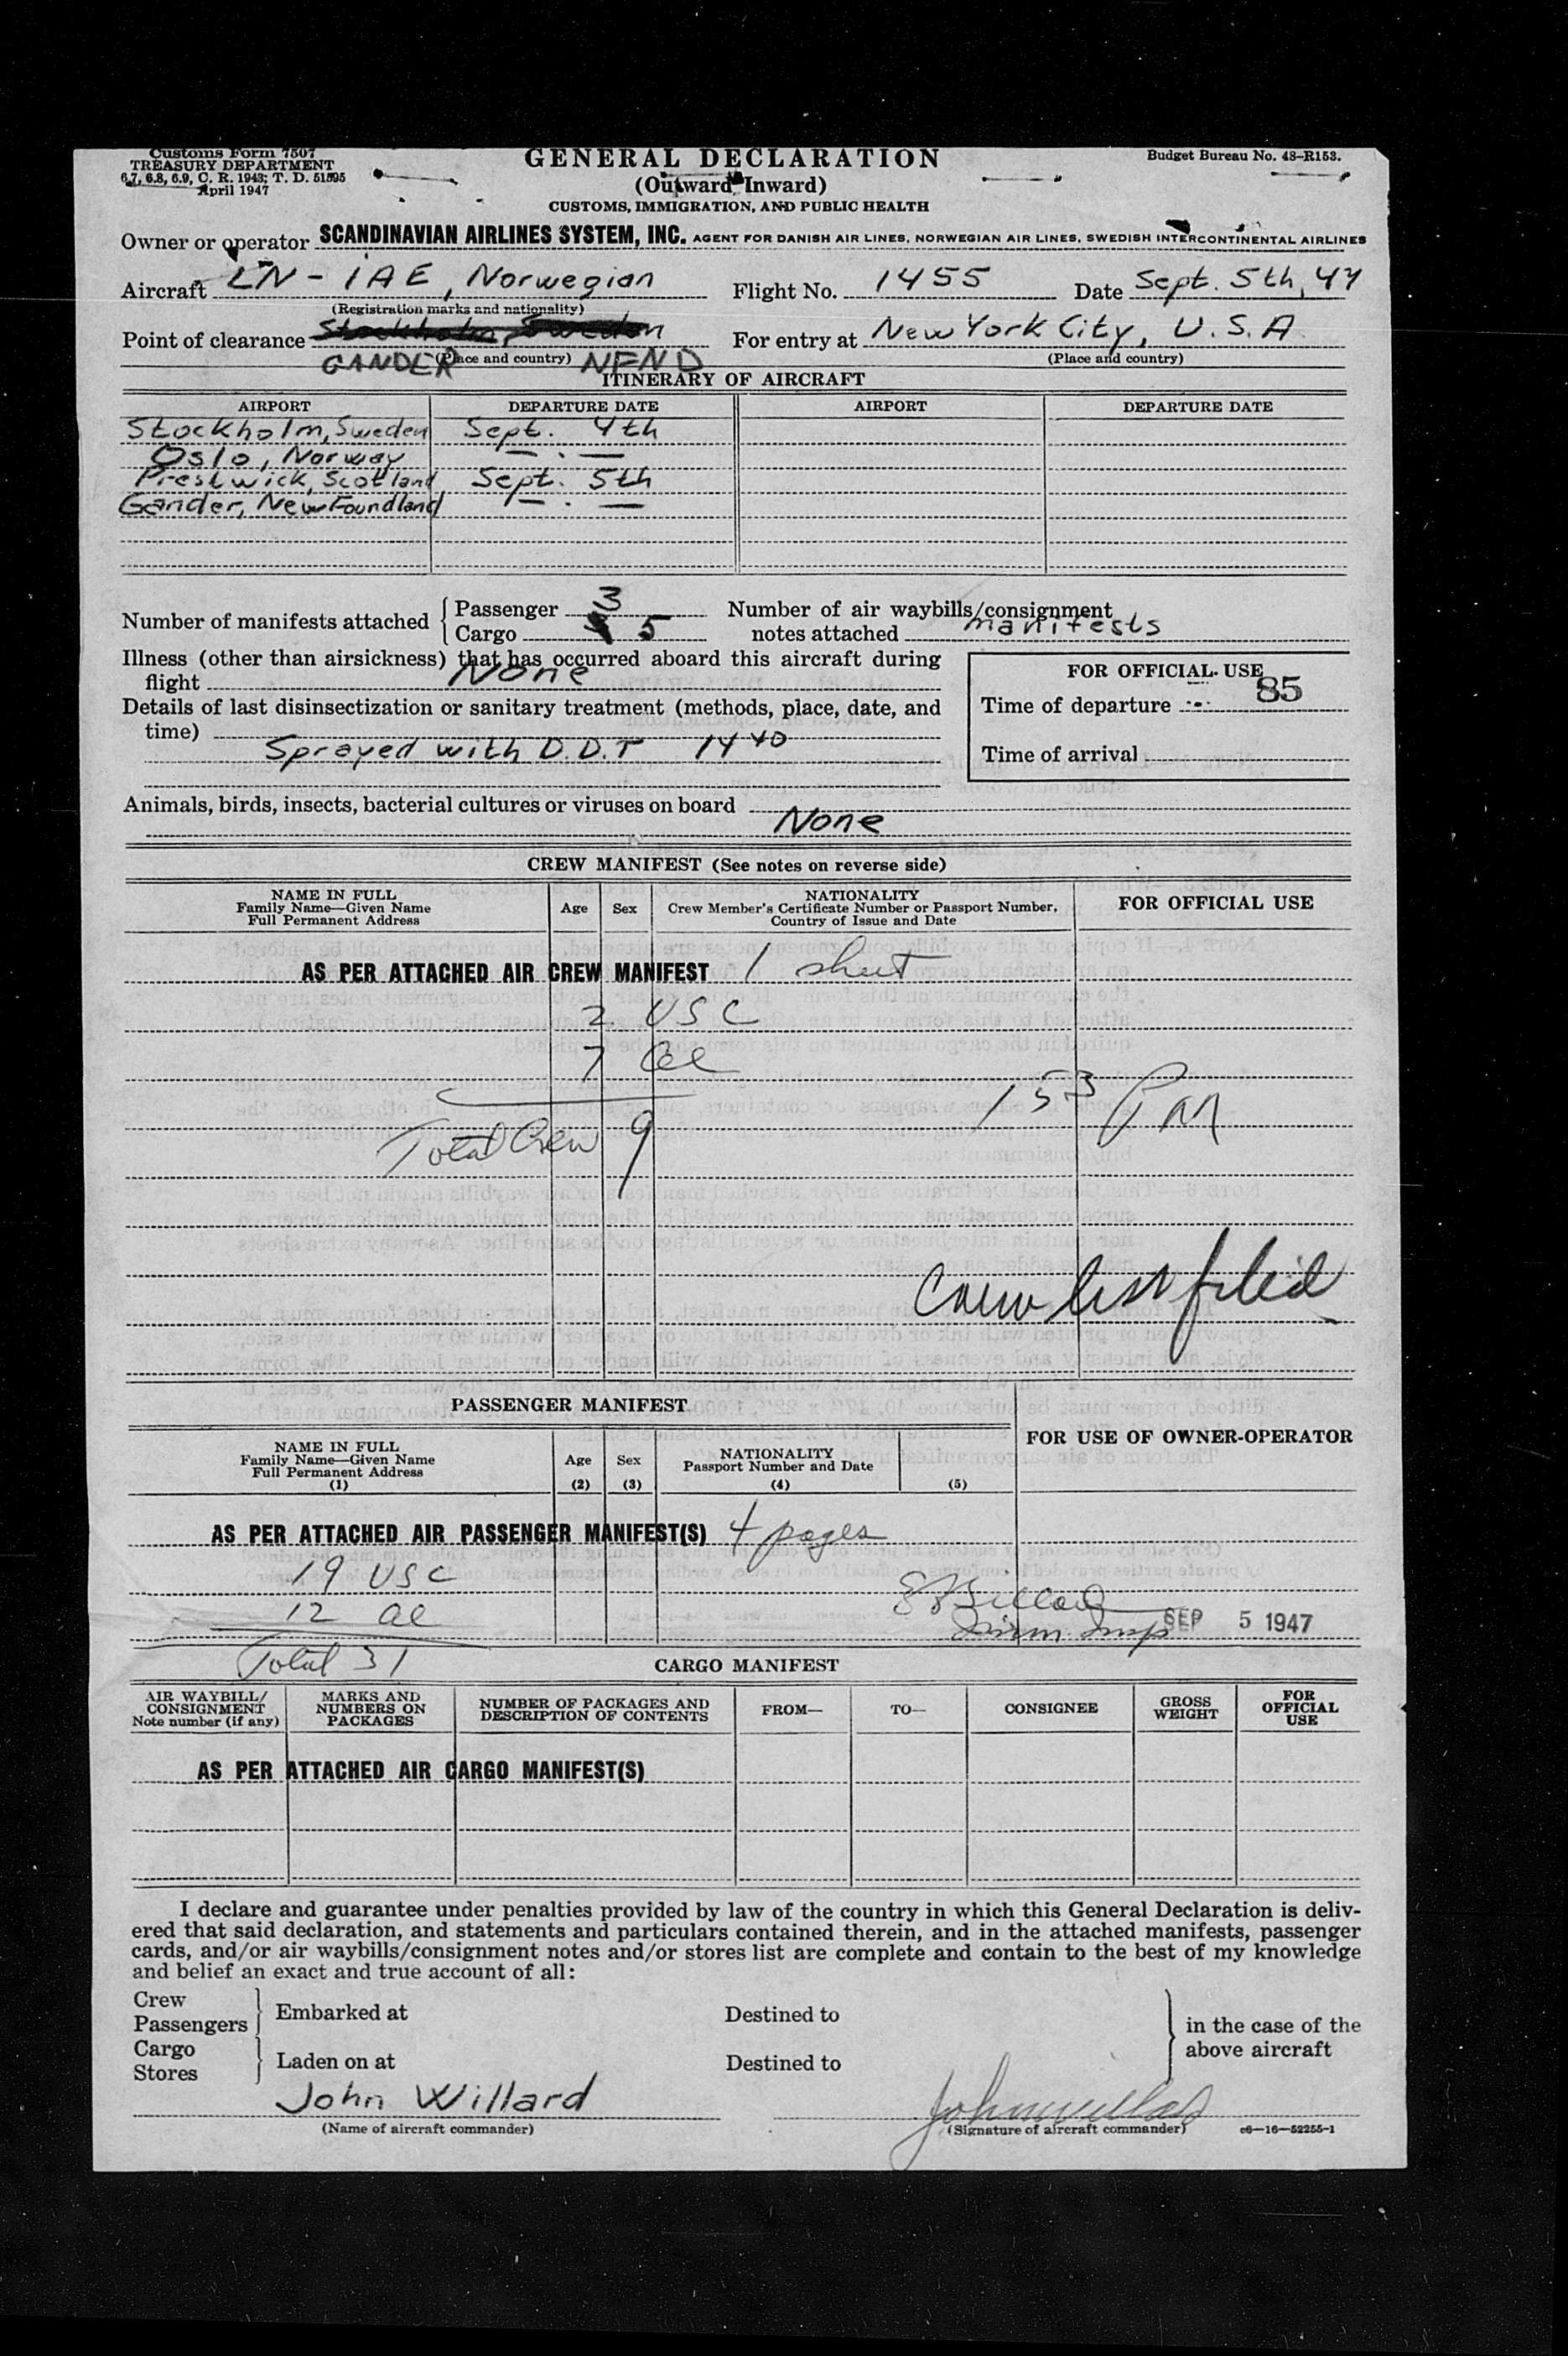 Customs Form 7507
TREASURY DEPARTMENT
6.7, 6.8, 6.9, C. R. 1943; T. D. 51595
April 1947
GENERAL DECLARATION
(Outward Inward)
CUSTOMS, IMMIGRATION, AND PUBLIC HEALTH
Budget Bureau No. 48–R153.
Owner or operator SCANDINAVIAN AIRLINES SYSTEM, INC. AGENT FOR DANISH AIR LINES, NORWEGIAN AIR LINES, SWEDISH INTERCONTINENTAL AIRLINES
Aircraft LN - IAE, Norwegian Flight No. 1455 Date Sept. 5th, 47
(Registration marks and nationality)
Point of clearance Stockholm, Sweden For entry at New York City, U.S.A
GANDER (Place and country) NFND (Place and country)
ITINERARY OF AIRCRAFT
AIRPORT DEPARTURE DATE AIRPORT DEPARTURE DATE
Stockholm, Sweden Sept. 4th
Oslo, Norway — . —
Prestwick, Scotland Sept. 5th
Gander, NewFoundland — . —
Number of manifests attached { Passenger 3
Cargo 5
Number of air waybills/consignment
notes attached manifests
Illness (other than airsickness) that has occurred aboard this aircraft during
flight None
Details of last disinsectization or sanitary treatment (methods, place, date, and
time)
Sprayed with D.D.T 1440
FOR OFFICIAL USE
Time of departure 85
Time of arrival
Animals, birds, insects, bacterial cultures or viruses on board
None
CREW MANIFEST (See notes on reverse side)
NAME IN FULL
Family Name—Given Name
Full Permanent Address
Age Sex
NATIONALITY
Crew Member's Certificate Number or Passport Number,
Country of Issue and Date
FOR OFFICIAL USE
AS PER ATTACHED AIR CREW MANIFEST 1 sheet
2 USC
7 al
153 PM
Total Crew 9
Crew list filed
PASSENGER MANIFEST
NAME IN FULL
Family Name—Given Name
Full Permanent Address
(1)
Age
(2)
Sex
(3)
NATIONALITY
Passport Number and Date
(4)
(5)
FOR USE OF OWNER-OPERATOR
AS PER ATTACHED AIR PASSENGER MANIFEST(S) 4 pages
19 USC
12 al
Imm. Insp SEP 5 1947
Total 31
CARGO MANIFEST
AIR WAYBILL/
CONSIGNMENT
Note number (if any)
MARKS AND
NUMBERS ON
PACKAGES
NUMBER OF PACKAGES AND
DESCRIPTION OF CONTENTS
FROM—
TO—
CONSIGNEE
GROSS
WEIGHT
FOR
OFFICIAL
USE
AS PER ATTACHED AIR CARGO MANIFEST(S)
I declare and guarantee under penalties provided by law of the country in which this General Declaration is deliv-
ered that said declaration, and statements and particulars contained therein, and in the attached manifests, passenger
cards, and/or air waybills/consignment notes and/or stores list are complete and contain to the best of my knowledge
and belief an exact and true account of all:
Crew
Passengers } Embarked at Destined to
Cargo
Stores } Laden on at Destined to
} in the case of the
above aircraft
John Willard John Willard
(Name of aircraft commander) (Signature of aircraft commander) c6—16—52255-1